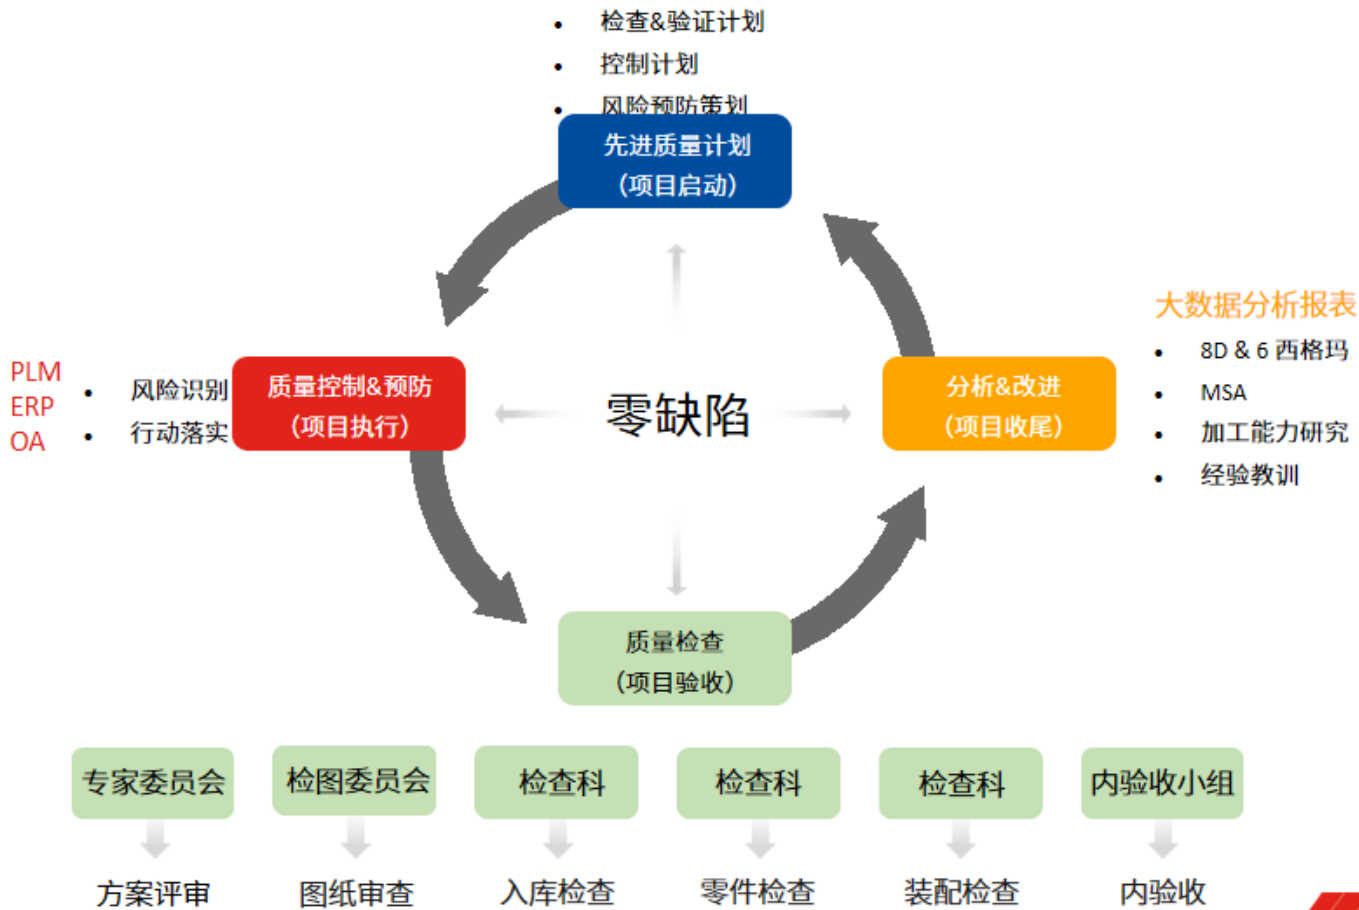 检查&验证计划
控制计划
风险预防策划
先进质量计划
（项目启动）
大数据分析报表
8D & 6 西格玛
MSA
加工能力研究
经验教训
PLM
ERP
OA
风险识别
行动落实
质量控制&预防
（项目执行）
零缺陷
分析&改进
（项目收尾）
质量检查
（项目验收）
专家委员会
检图委员会
检查科
检查科
检查科
内验收小组
方案评审
图纸审查
入库检查
零件检查
装配检查
内验收